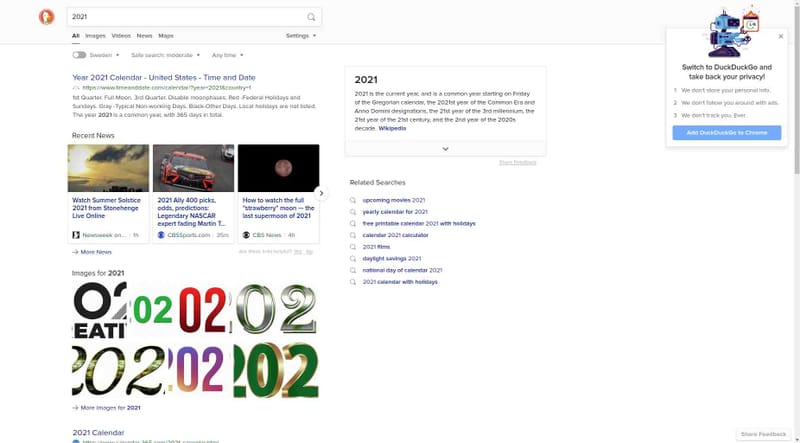 2021
All Images Videos News Maps Settings
Sweden Safe search: moderate Any time
Year 2021 Calendar - United States - Time and Date
https://www.timeanddate.com/calendar/?year=2021&country=1
1st Quarter. Full Moon. 3rd Quarter. Disable moonphases. Red -Federal Holidays and
Sundays. Gray -Typical Non-working Days. Black-Other Days. Local holidays are not listed.
The year 2021 is a common year, with 365 days in total.
Recent News
Watch Summer Solstice
2021 from Stonehenge
Live Online
Newsweek on... 1h
2021 Ally 400 picks,
odds, predictions:
Legendary NASCAR
expert fading Martin T...
CBSSports.com 35m
How to watch the full
"strawberry" moon — the
last supermoon of 2021
CBS News 4h
More News
Are these links helpful? Yes No
Images for 2021
202
EATI
02
02
202
202
02
202
More Images for 2021
2021 Calendar
2021
2021 is the current year, and is a common year starting on Friday
of the Gregorian calendar, the 2021st year of the Common Era and
Anno Domini designations, the 21st year of the 3rd millennium, the
21st year of the 21st century, and the 2nd year of the 2020s
decade. Wikipedia
Share Feedback
Related Searches
upcoming movies 2021
yearly calendar for 2021
free printable calendar 2021 with holidays
calendar 2021 calculator
2021 films
daylight savings 2021
national day of calendar 2021
2021 calendar with holidays
Switch to DuckDuckGo and
take back your privacy!
1 We don't store your personal info.
2 We don't follow you around with ads.
3 We don't track you. Ever.
Add DuckDuckGo to Chrome
Share Feedback